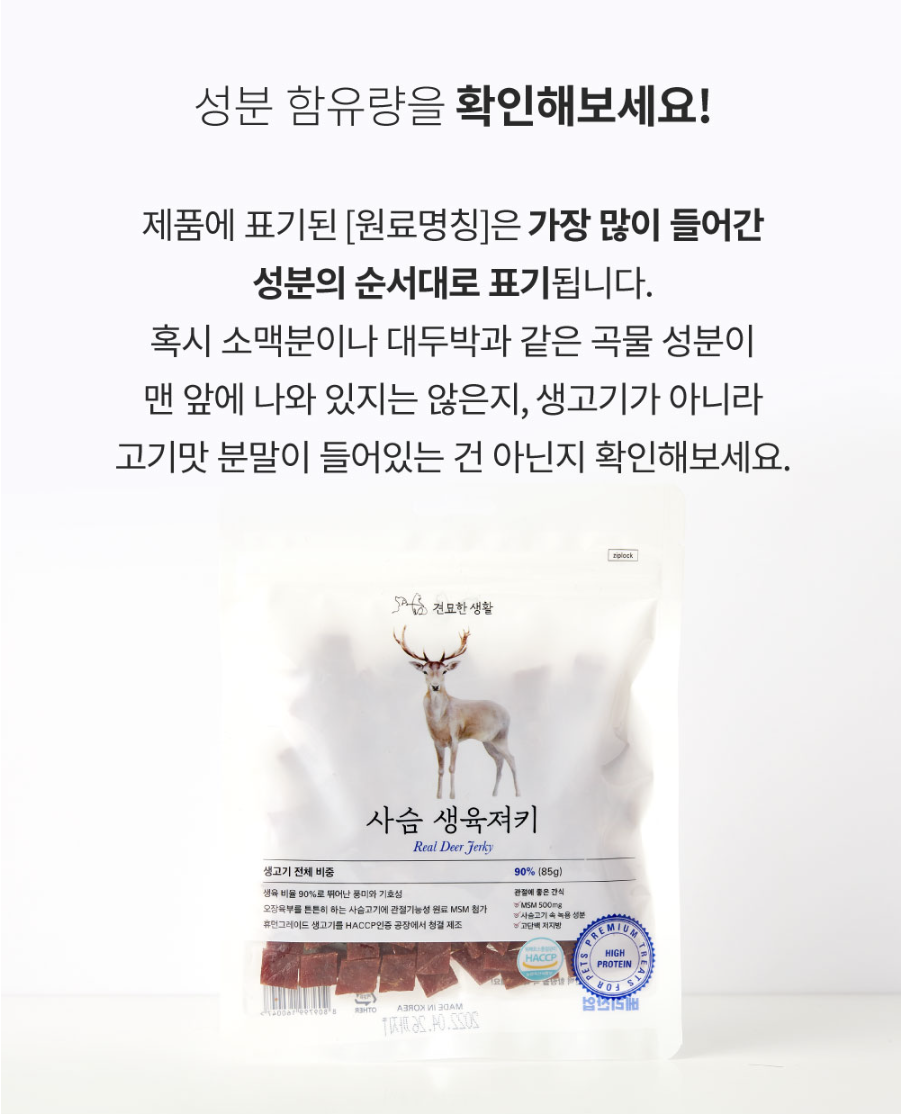 성분 함유량을 확인해보세요!
제품에 표기된 [원료명칭]은 가장 많이 들어간
성분의 순서대로 표기됩니다.
혹시 소맥분이나 대두박과 같은 곡물 성분이
맨 앞에 나와 있지는 않은지, 생고기가 아니라
고기맛 분말이 들어있는 건 아닌지 확인해보세요.
ziplock
견묘한 생활
사슴 생육져키
Real Deer Jerky
생고기 전체 비중 90% (85g)
생육 비율 90%로 뛰어난 풍미와 기호성
오장육부를 튼튼히 하는 사슴고기에 관절기능성 원료 MSM 첨가
휴먼그레이드 생고기를 HACCP인증 공장에서 청결 제조
관절에 좋은 간식
MSM 500mg
사슴고기 속 녹용 성분
고단백 저지방
HACCP
PREMIUM TREATS FOR PETS
HIGH
PROTEIN
OTHER
MADE IN KOREA
2022.04.26까지